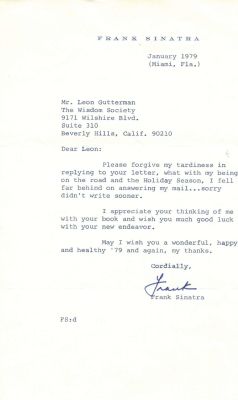 FRANK SINATRA
January 1979
(Miami, Fla.)
Mr. Leon Gutterman
The Wisdom Society
9171 Wilshire Blvd.
Suite 310
Beverly Hills, Calif. 90210
Dear Leon:
Please forgive my tardiness in
replying to your letter, what with my being
on the road and the Holiday Season, I fell
far behind on answering my mail...sorry
didn't write sooner.
I appreciate your thinking of me
with your book and wish you much good luck
with your new endeavor.
May I wish you a wonderful, happy
and healthy '79 and again, my thanks.
Cordially,
Frank
Frank Sinatra
FS:d